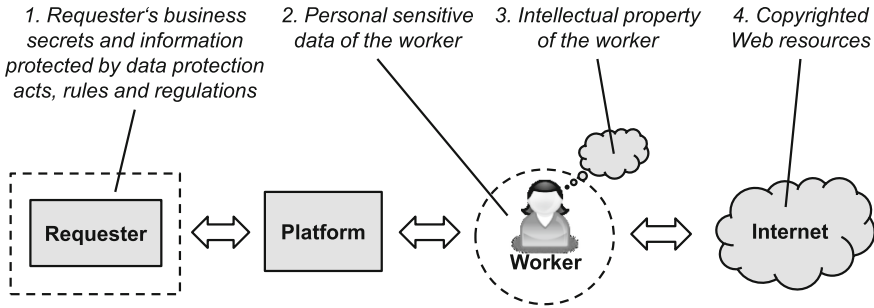 1. Requester‘s business
secrets and information
protected by data protection
acts, rules and regulations
2. Personal sensitive
data of the worker
3. Intellectual property
of the worker
4. Copyrighted
Web resources
Requester
Platform
Worker
Internet